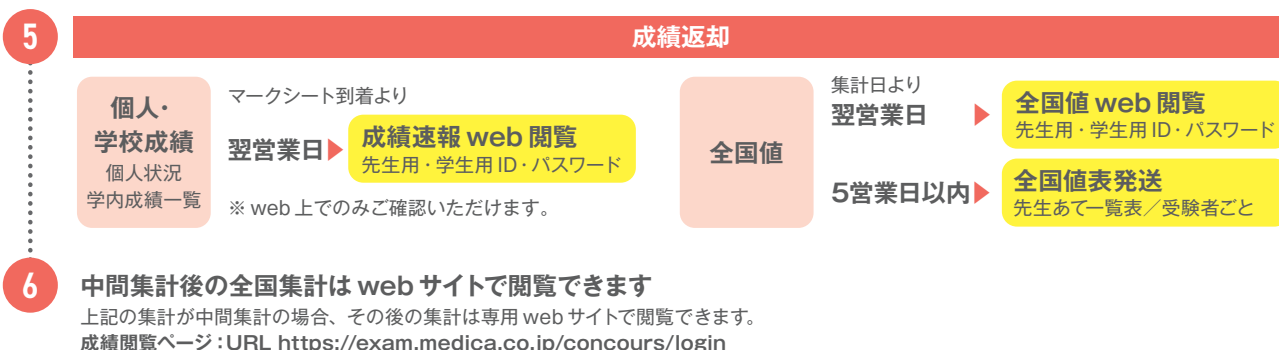 5
成績返却
個人・
学校成績
個人状況
学内成績一覧
マークシート到着より
翌営業日▶
成績速報 web 閲覧
先生用・学生用 ID・パスワード
※ web 上でのみご確認いただけます。
全国値
集計日より
翌営業日 ▶
全国値 web 閲覧
先生用・学生用 ID・パスワード
5営業日以内▶
全国値表発送
先生あて一覧表／受験者ごと
6
中間集計後の全国集計は web サイトで閲覧できます
上記の集計が中間集計の場合、その後の集計は専用 web サイトで閲覧できます。
成績閲覧ページ：URL https://exam.medica.co.jp/concours/login